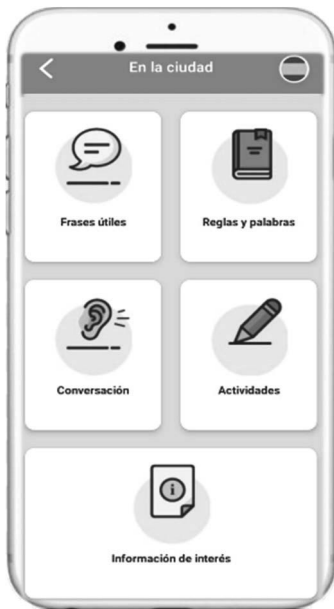 En la ciudad
Frases útiles
Reglas y palabras
Conversación
Actividades
Información de interés